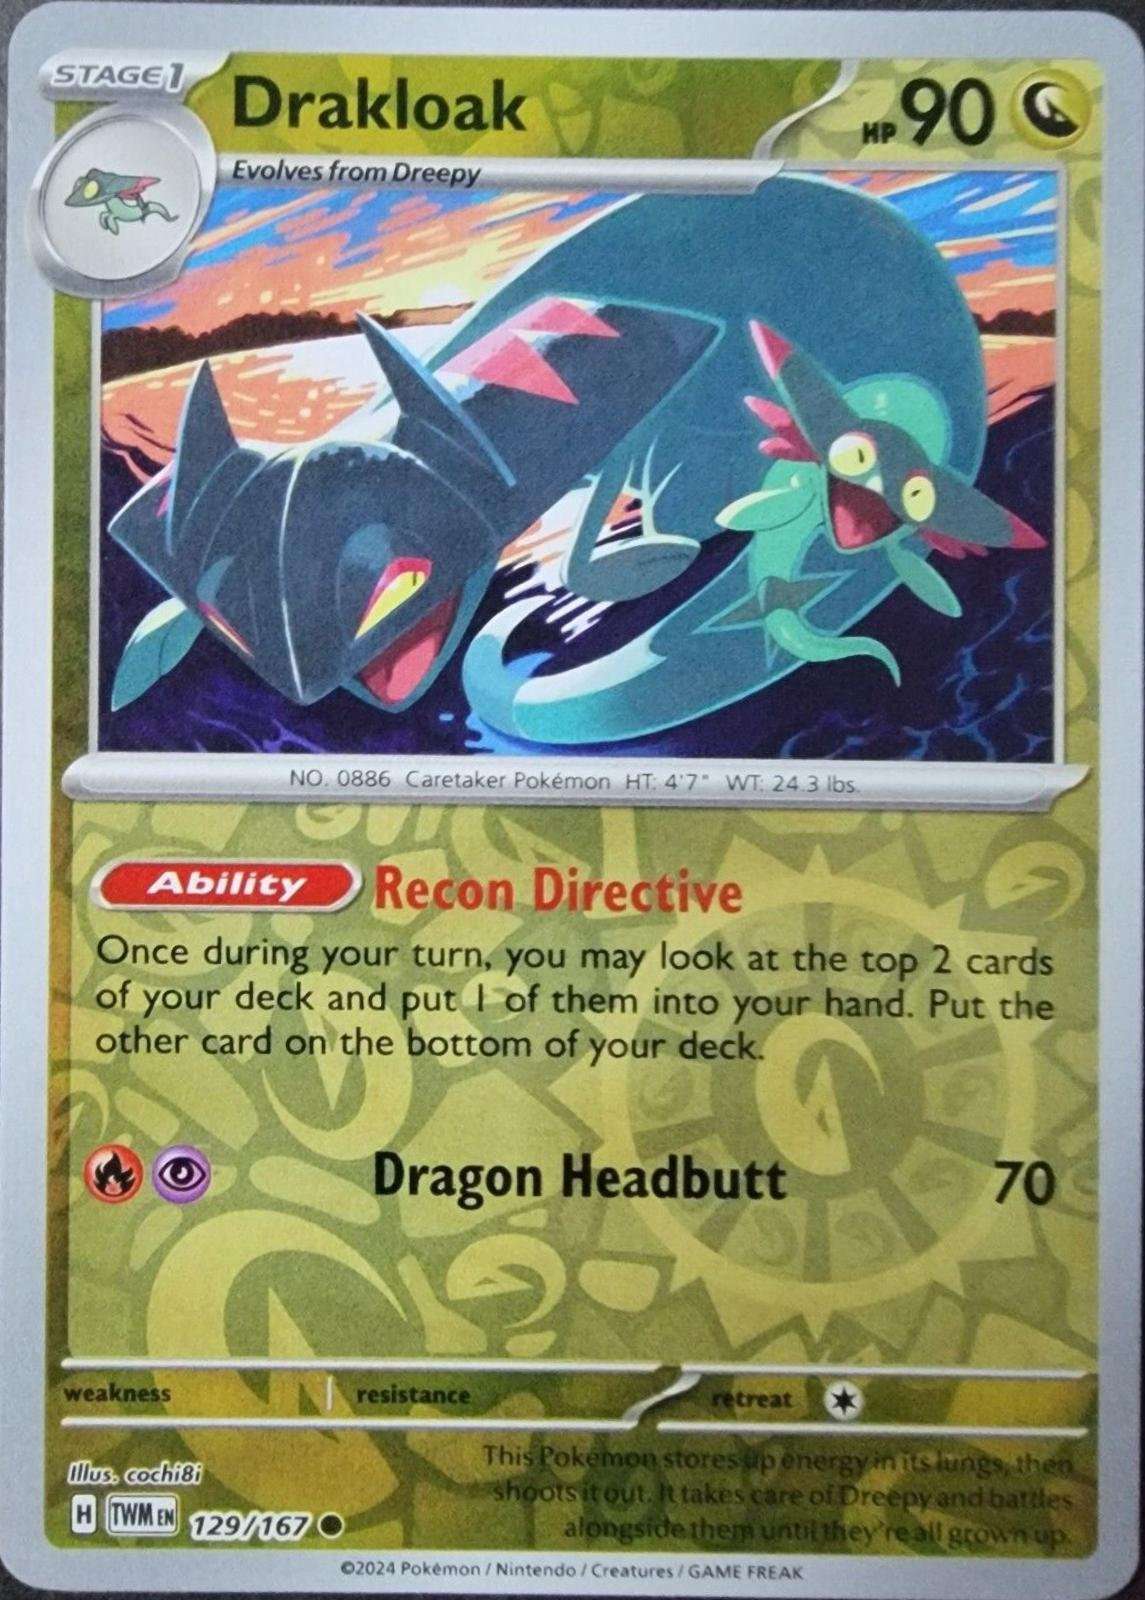 STAGE 1
Drakloak
HP 90
Evolves from Dreepy
NO. 0886 Caretaker Pokémon HT: 4'7" WT: 24.3 lbs.
Ability Recon Directive
Once during your turn, you may look at the top 2 cards
of your deck and put 1 of them into your hand. Put the
other card on the bottom of your deck.
Dragon Headbutt 70
weakness resistance retreat
Illus. cochi8i
This Pokémon stores up energy in its lungs, then
shoots it out. It takes care of Dreepy and battles
alongside them until they're all grown up.
H TWM EN 129/167
©2024 Pokémon / Nintendo / Creatures / GAME FREAK